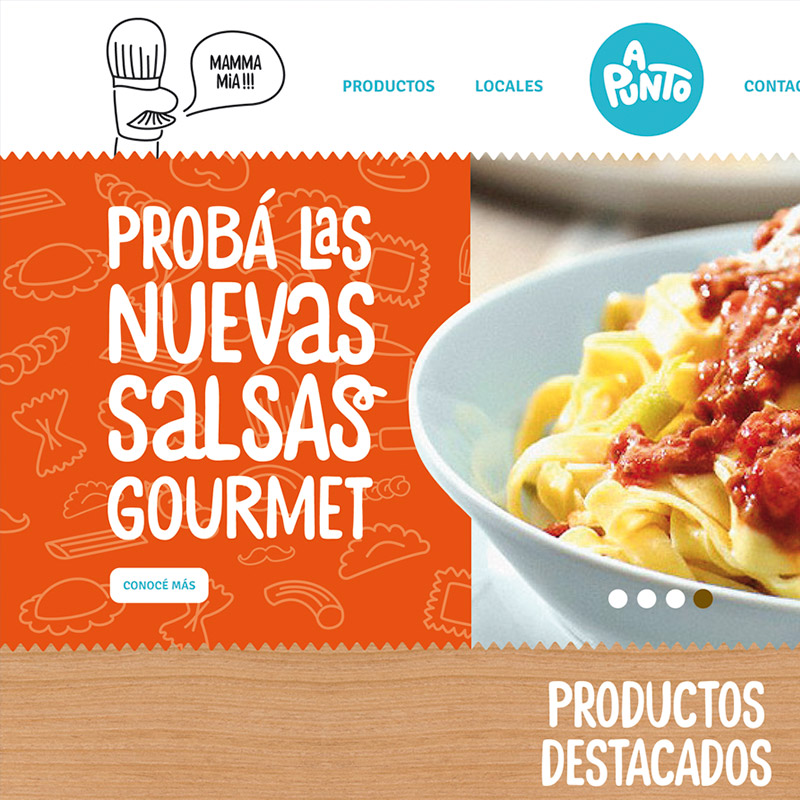 MAMMA
MiA!!!
PRODUCTOS
LOCALES
A
PUNTO
CONTAC
PROBÁ LaS
NUEVaS
SaLSAS
GOURMET
CONOCÉ MÁS
PRODUCTOS
DESTACADOS